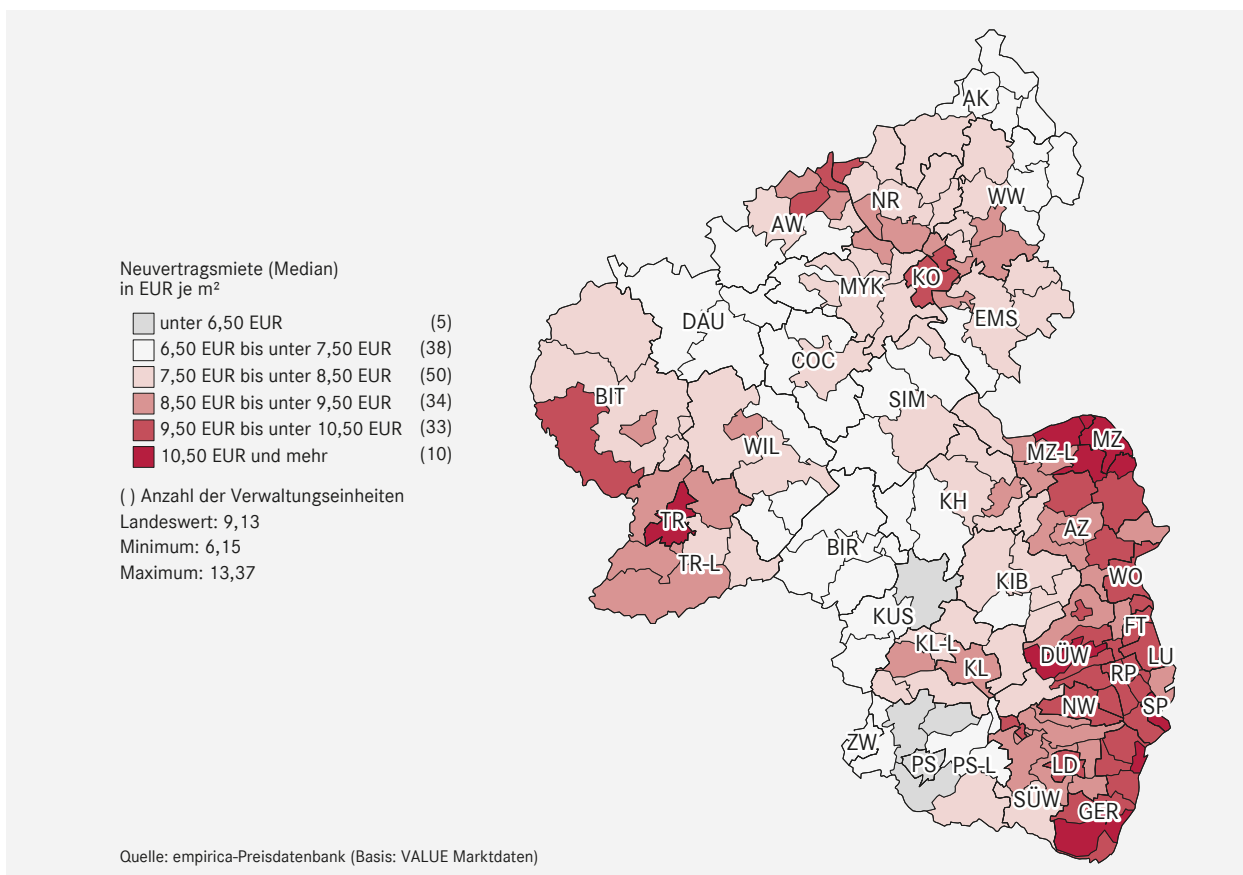 Neuvertragsmiete (Median)
in EUR je m²
unter 6,50 EUR (5)
6,50 EUR bis unter 7,50 EUR (38)
7,50 EUR bis unter 8,50 EUR (50)
8,50 EUR bis unter 9,50 EUR (34)
9,50 EUR bis unter 10,50 EUR (33)
10,50 EUR und mehr (10)
( ) Anzahl der Verwaltungseinheiten
Landeswert: 9,13
Minimum: 6,15
Maximum: 13,37
AK
NR
WW
AW
KO
MYK
EMS
DAU
COC
BIT
SIM
WIL
MZ
MZ-L
KH
TR
AZ
BIR
TR-L
KIB
WO
KUS
FT
KL-L
DÜW
LU
KL
RP
NW
SP
ZW
PS
PS-L
LD
SÜW
GER
Quelle: empirica-Preisdatenbank (Basis: VALUE Marktdaten)